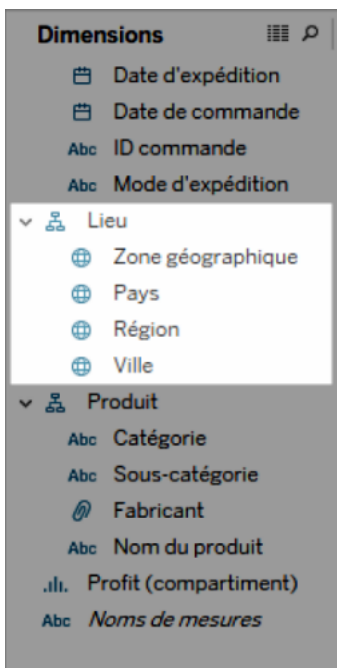 Dimensions
Date d'expédition
Date de commande
Abc ID commande
Abc Mode d'expédition
Lieu
Zone géographique
Pays
Région
Ville
Produit
Abc Catégorie
Abc Sous-catégorie
Fabricant
Abc Nom du produit
Profit (compartiment)
Abc Noms de mesures